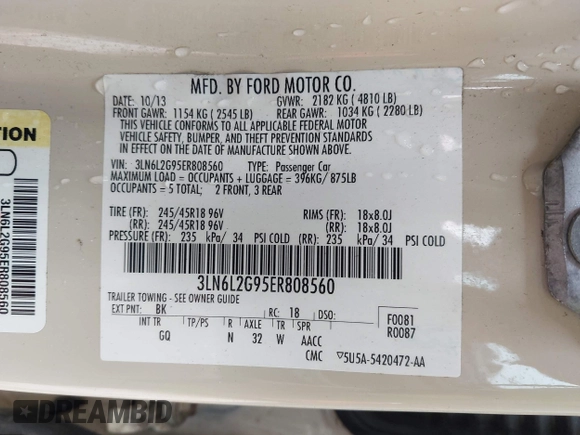 MFD. BY FORD MOTOR CO.
DATE: 10/13 GVWR: 2182 KG ( 4810 LB)
FRONT GAWR: 1154 KG ( 2545 LB) REAR GAWR: 1034 KG ( 2280 LB)
THIS VEHICLE CONFORMS TO ALL APPLICABLE FEDERAL MOTOR
VEHICLE SAFETY, BUMPER, AND THEFT PREVENTION STANDARDS
IN EFFECT ON THE DATE OF MANUFACTURE SHOWN ABOVE.
VIN: 3LN6L2G95ER808560 TYPE: Passenger Car
MAXIMUM LOAD = OCCUPANTS + LUGGAGE = 396KG/ 875LB
OCCUPANTS = 5 TOTAL; 2 FRONT, 3 REAR
TIRE (FR): 245/45R18 96V RIMS (FR): 18x8.0J
(RR): 245/45R18 96V (RR): 18x8.0J
PRESSURE (FR): 235 kPa/ 34 PSI COLD (RR): 235 kPa/ 34 PSI COLD
3LN6L2G95ER808560
TRAILER TOWING - SEE OWNER GUIDE
EXT PNT: BK RC: 18 DSO: F0081
INT TR TP/PS R AXLE TR SPR R0087
GQ N 32 W AACC
CMC ▽5U5A-5420472-AA
TION
3LN6L2G95ER808560
DREAMBID